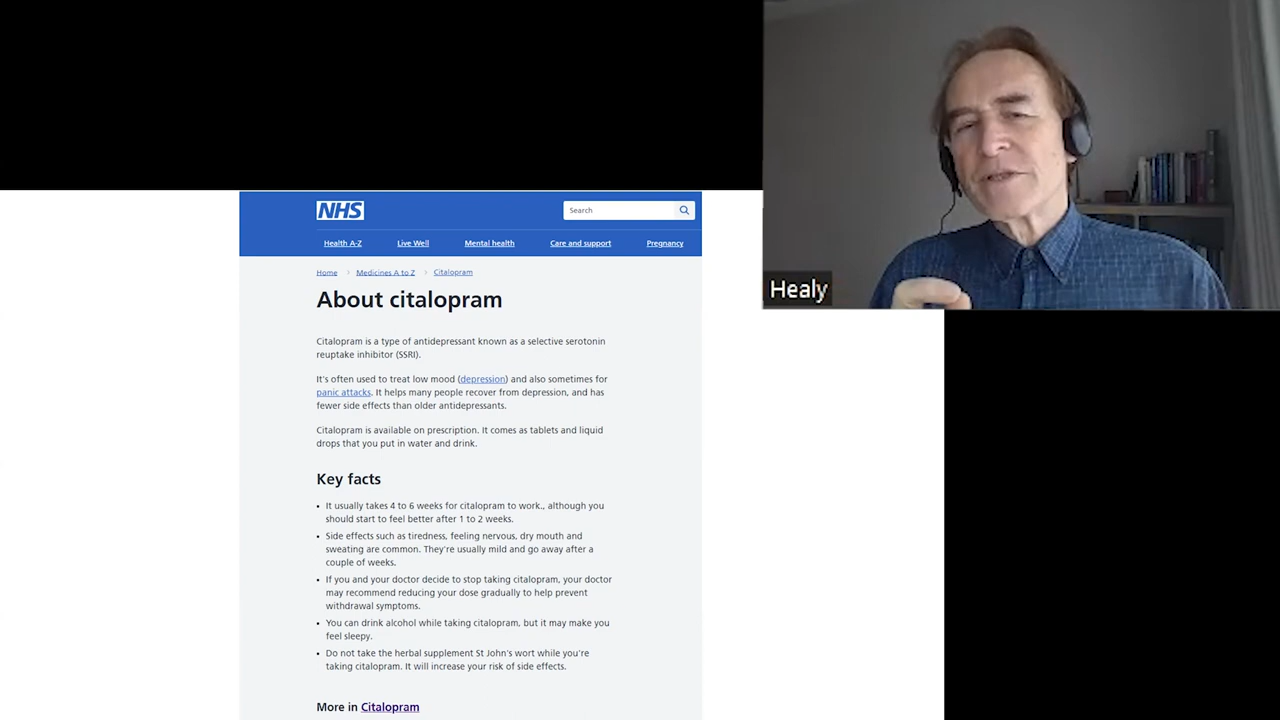 NHS
Search
Health A-Z Live Well Mental health Care and support Pregnancy
Home > Medicines A to Z > Citalopram
About citalopram
Citalopram is a type of antidepressant known as a selective serotonin
reuptake inhibitor (SSRI).
It's often used to treat low mood (depression) and also sometimes for
panic attacks. It helps many people recover from depression, and has
fewer side effects than older antidepressants.
Citalopram is available on prescription. It comes as tablets and liquid
drops that you put in water and drink.
Key facts
• It usually takes 4 to 6 weeks for citalopram to work., although you
should start to feel better after 1 to 2 weeks.
• Side effects such as tiredness, feeling nervous, dry mouth and
sweating are common. They're usually mild and go away after a
couple of weeks.
• If you and your doctor decide to stop taking citalopram, your doctor
may recommend reducing your dose gradually to help prevent
withdrawal symptoms.
• You can drink alcohol while taking citalopram, but it may make you
feel sleepy.
• Do not take the herbal supplement St John's wort while you're
taking citalopram. It will increase your risk of side effects.
More in Citalopram
Healy